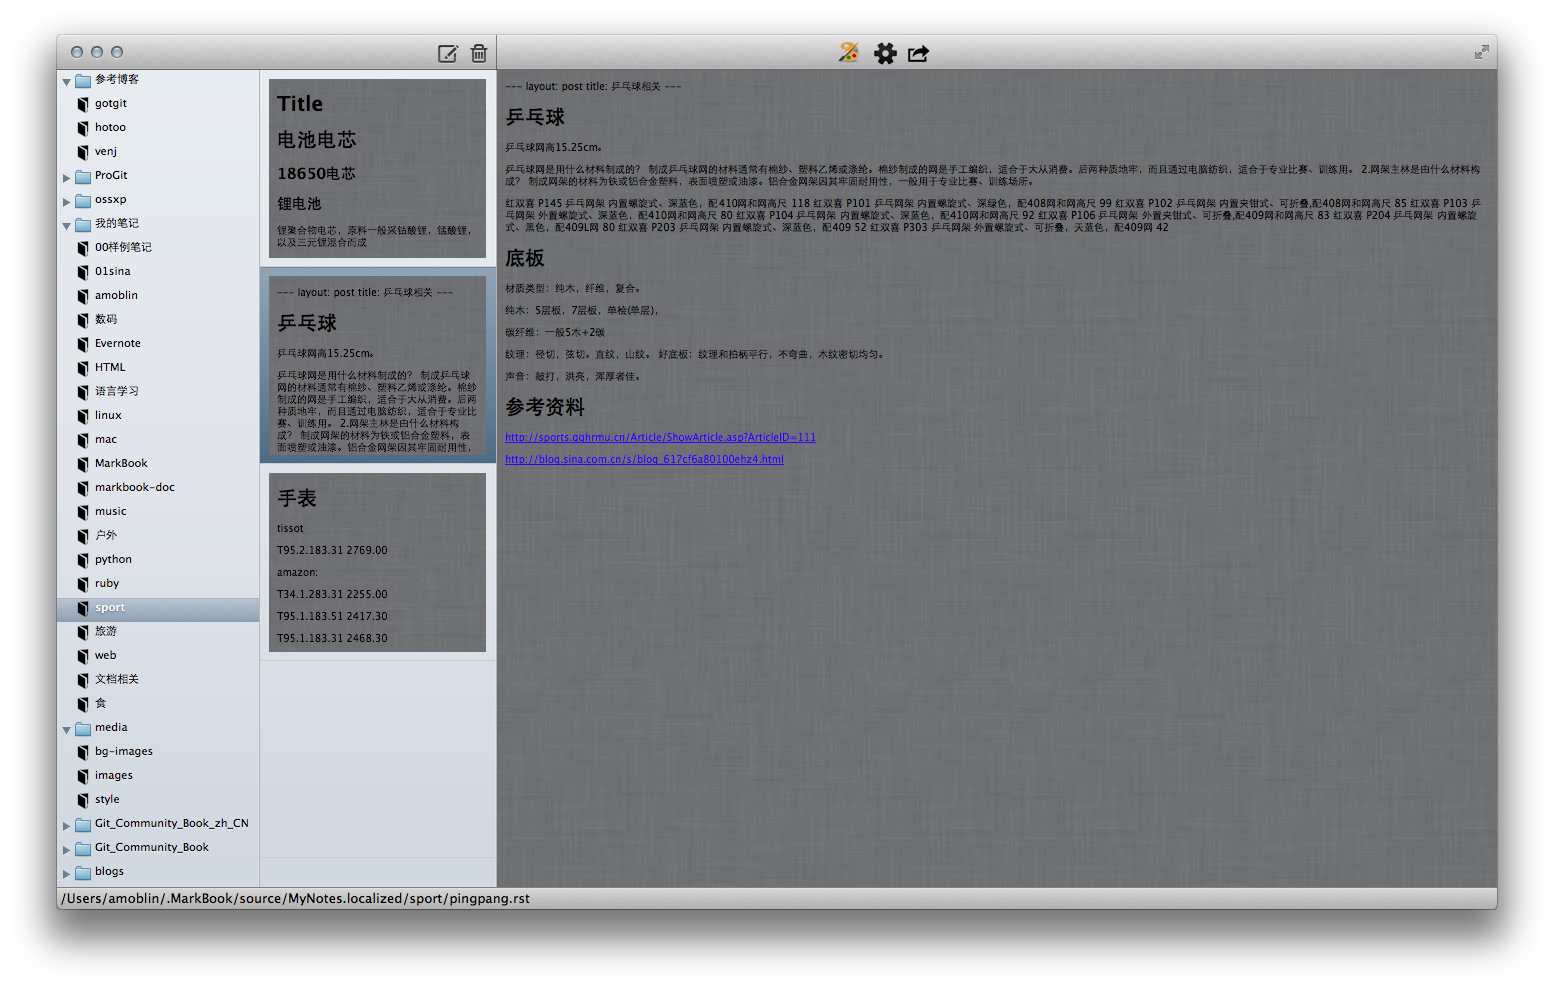 参考博客
gotgit
hotoo
venj
ProGit
ossxp
我的笔记
00样例笔记
01sina
amoblin
数码
Evernote
HTML
语言学习
linux
mac
MarkBook
markbook-doc
music
户外
python
ruby
sport
旅游
web
文档相关
食
media
bg-images
images
style
Git_Community_Book_zh_CN
Git_Community_Book
blogs
Title
电池电芯
18650电芯
锂电池
锂聚合物电芯，原料一般采钴酸锂，锰酸锂，
以及三元锂混合而成
--- layout: post title: 乒乓球相关 ---
乒乓球
乒乓球网高15.25cm。
乒乓球网是用什么材料制成的？ 制成乒乓球
网的材料通常有棉纱、塑料乙烯或涤纶。棉纱
制成的网是手工编织，适合于大从消费。后两
种质地牢，而且通过电脑纺织，适合于专业比
赛、训练用。 2.网架主林是由什么材料构
成？ 制成网架的材料为铁或铝合金塑料，表
面喷塑或油漆。铝合金网架因其牢固耐用性，
手表
tissot
T95.2.183.31 2769.00
amazon:
T34.1.283.31 2255.00
T95.1.183.51 2417.30
T95.1.183.31 2468.30
--- layout: post title: 乒乓球相关 ---
乒乓球
乒乓球网高15.25cm。
乒乓球网是用什么材料制成的？ 制成乒乓球网的材料通常有棉纱、塑料乙烯或涤纶。棉纱制成的网是手工编织，适合于大从消费。后两种质地牢，而且通过电脑纺织，适合于专业比赛、训练用。 2.网架主林是由什么材料构
成？ 制成网架的材料为铁或铝合金塑料，表面喷塑或油漆。铝合金网架因其牢固耐用性，一般用于专业比赛、训练场所。
红双喜 P145 乒乓网架 内置螺旋式、深蓝色，配410网和网高尺 118 红双喜 P101 乒乓网架 内置螺旋式、深绿色，配408网和网高尺 99 红双喜 P102 乒乓网架 内置夹钳式、可折叠,配408网和网高尺 85 红双喜 P103 乒
乓网架 外置螺旋式、深蓝色，配410网和网高尺 80 红双喜 P104 乒乓网架 内置螺旋式、深蓝色，配410网和网高尺 92 红双喜 P106 乒乓网架 外置夹钳式、可折叠,配409网和网高尺 83 红双喜 P204 乒乓网架 内置螺旋
式、黑色，配409L网 80 红双喜 P203 乒乓网架 内置螺旋式、深蓝色，配409 52 红双喜 P303 乒乓网架 外置螺旋式、可折叠，天蓝色，配409网 42
底板
材质类型：纯木，纤维，复合。
纯木：5层板，7层板，单桧(单层)，
碳纤维：一般5木+2碳
纹理：径切，弦切。直纹，山纹。 好底板：纹理和拍柄平行，不弯曲，木纹密切均匀。
声音：敲打，洪亮，浑厚者佳。
参考资料
http://sports.qqhrmu.cn/Article/ShowArticle.asp?ArticleID=111
http://blog.sina.com.cn/s/blog_617cf6a80100ehz4.html
/Users/amoblin/.MarkBook/source/MyNotes.localized/sport/pingpang.rst